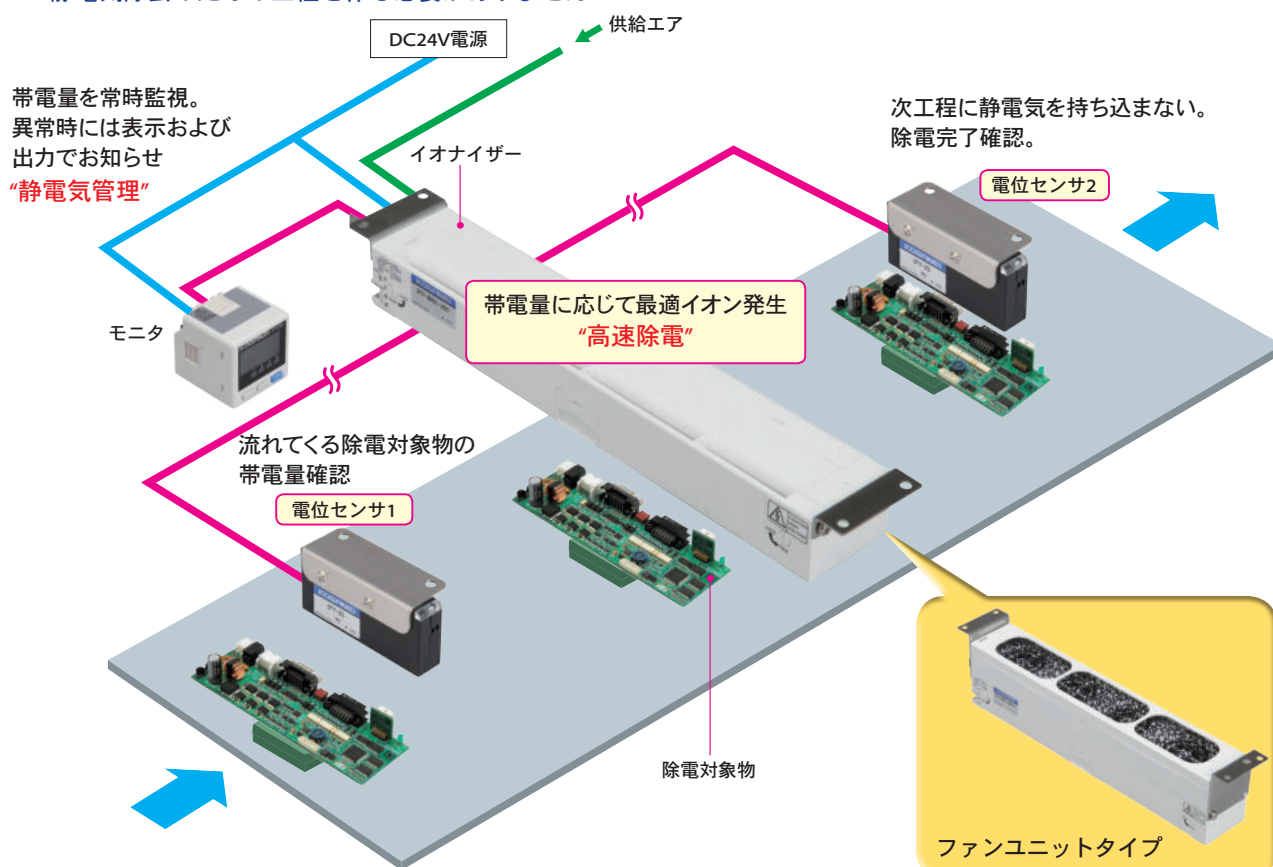 DC24V電源
供給エア
帯電量を常時監視。
異常時には表示および
出力でお知らせ
“静電気管理”
イオナイザー
次工程に静電気を持ち込まない。
除電完了確認。
電位センサ2
帯電量に応じて最適イオン発生
“高速除電”
モニタ
流れてくる除電対象物の
帯電量確認
電位センサ1
除電対象物
ファンユニットタイプ